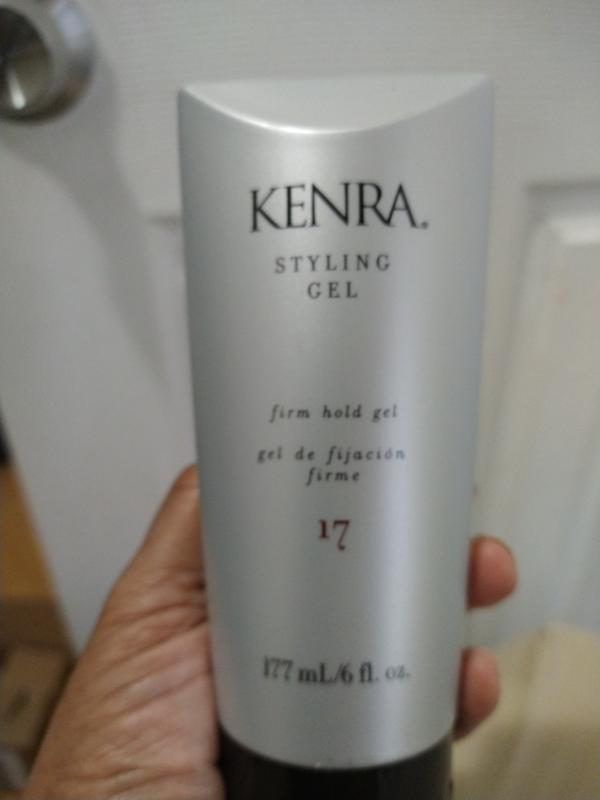 KENRA.
STYLING
GEL
firm hold gel
gel de fijación
firme
17
177 mL/6 fl. oz.